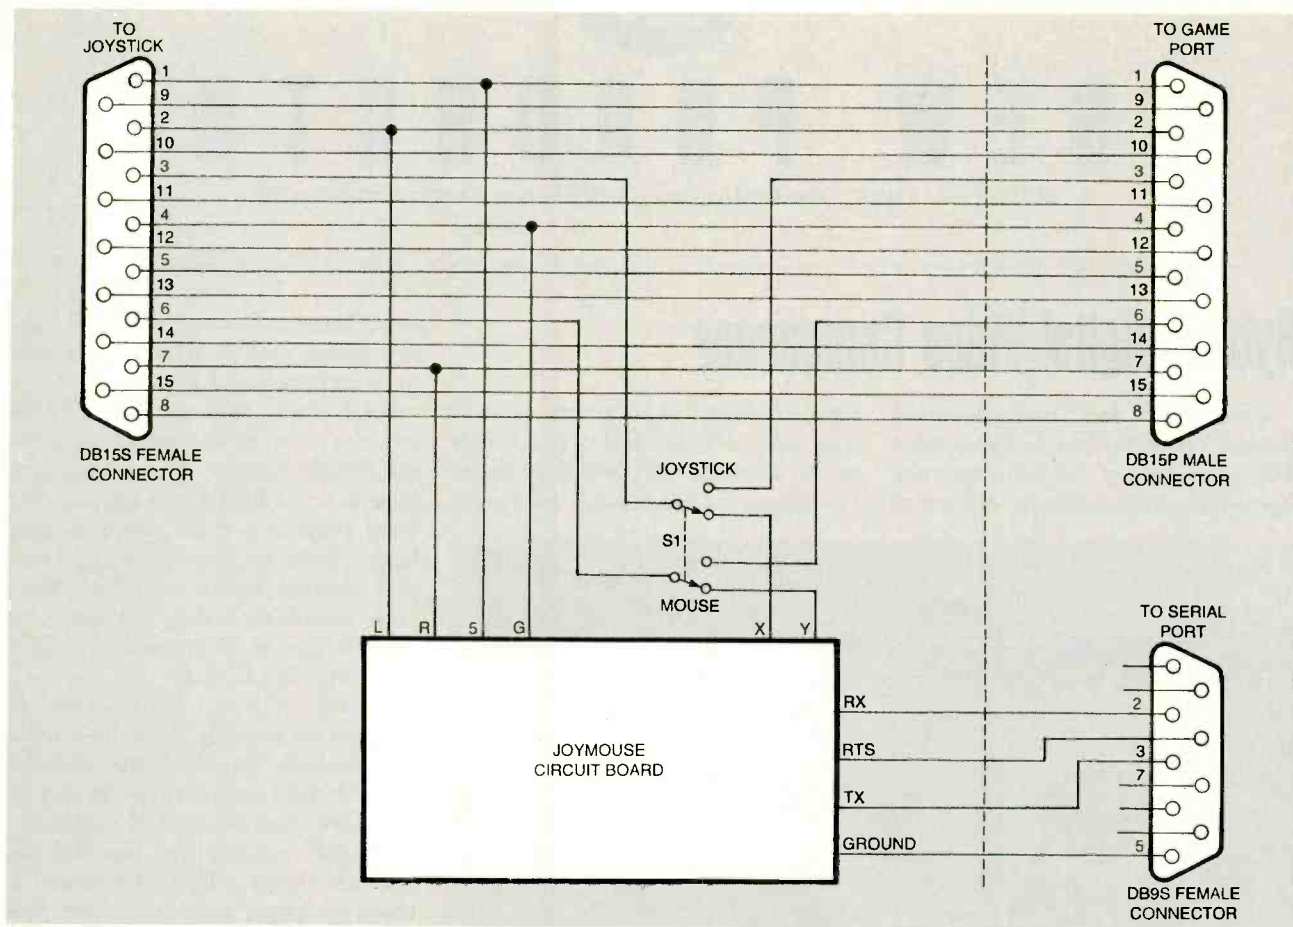 TO
JOYSTICK
1
9
2
10
3
11
4
12
5
13
6
14
7
15
8
DB15S FEMALE
CONNECTOR
TO GAME
PORT
1
9
2
10
3
11
4
12
5
13
6
14
7
15
8
DB15P MALE
CONNECTOR
JOYSTICK
S1
MOUSE
L R 5 G X Y
JOYMOUSE
CIRCUIT BOARD
RX
RTS
TX
GROUND
TO SERIAL
PORT
2
3
7
5
DB9S FEMALE
CONNECTOR